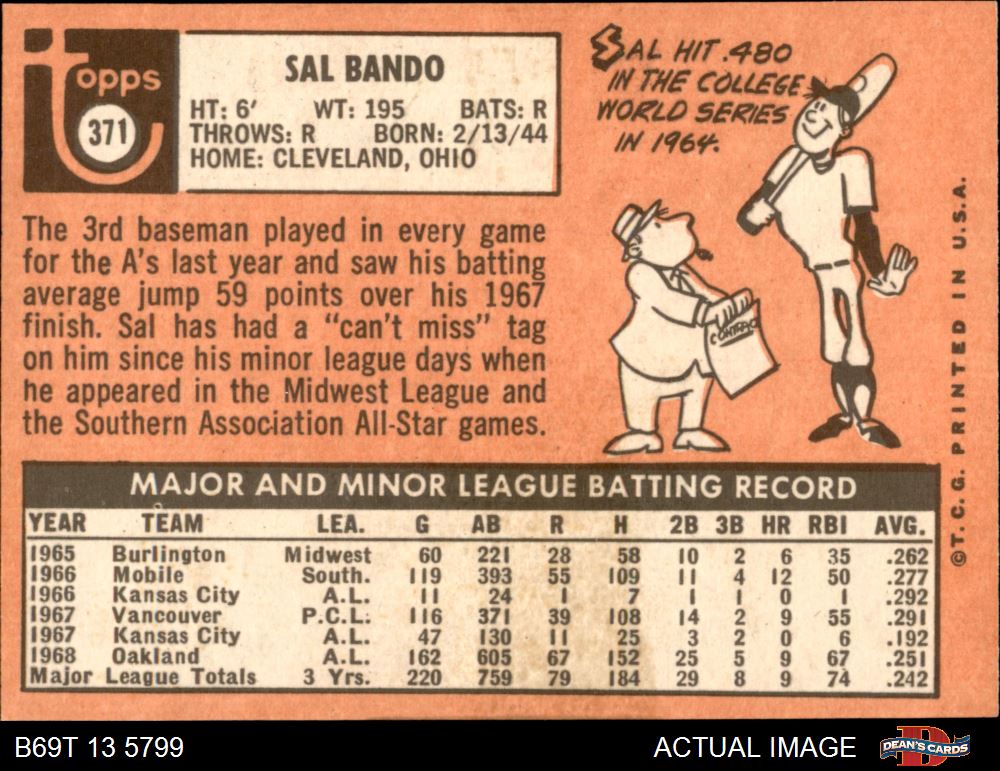 Topps
371
SAL BANDO
HT: 6' WT: 195 BATS: R
THROWS: R BORN: 2/13/44
HOME: CLEVELAND, OHIO
SAL HIT .480
IN THE COLLEGE
WORLD SERIES
IN 1964.
CONTRACT
The 3rd baseman played in every game
for the A's last year and saw his batting
average jump 59 points over his 1967
finish. Sal has had a "can't miss" tag
on him since his minor league days when
he appeared in the Midwest League and
the Southern Association All-Star games.
MAJOR AND MINOR LEAGUE BATTING RECORD
YEAR TEAM LEA. G AB R H 2B 3B HR RBI AVG.
1965 Burlington Midwest 60 221 28 58 10 2 6 35 .262
1966 Mobile South. 119 393 55 109 11 4 12 50 .277
1966 Kansas City A.L. 11 24 1 7 1 1 0 1 .292
1967 Vancouver P.C.L. 116 371 39 108 14 2 9 55 .291
1967 Kansas City A.L. 47 130 11 25 3 2 0 6 .192
1968 Oakland A.L. 162 605 67 152 25 5 9 67 .251
Major League Totals 3 Yrs. 220 759 79 184 29 8 9 74 .242
©T.C.G. PRINTED IN U.S.A.
B69T 13 5799
ACTUAL IMAGE
DEAN'S CARDS